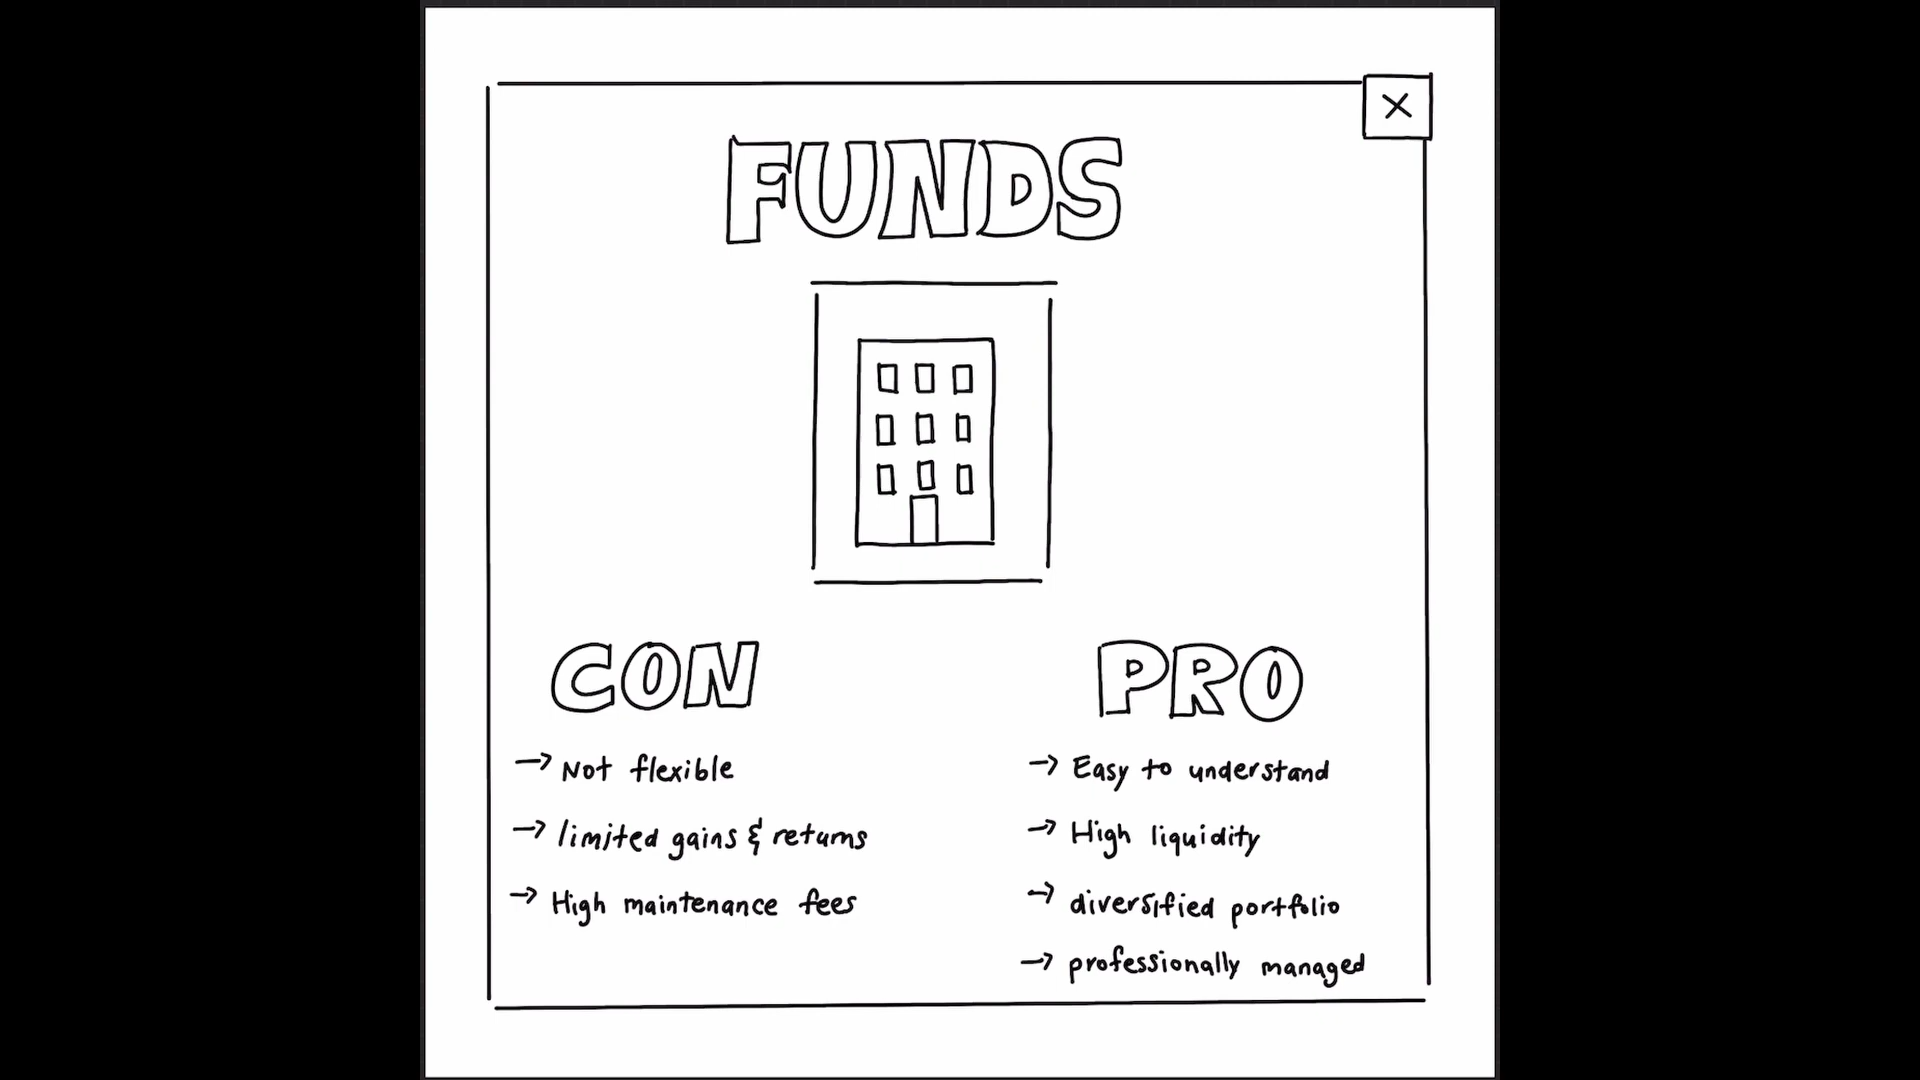 FUNDS
CON
→ Not flexible
→ limited gains & returns
→ High maintenance fees
PRO
→ Easy to understand
→ High liquidity
→ diversified portfolio
→ professionally managed